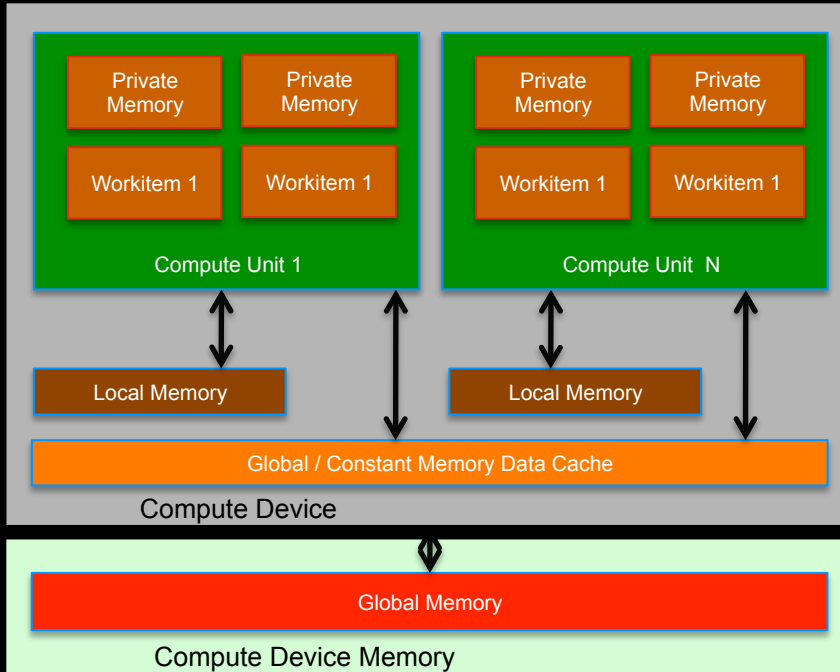 Private
Memory
Private
Memory
Private
Memory
Private
Memory
Workitem 1
Workitem 1
Workitem 1
Workitem 1
Compute Unit 1
Compute Unit  N
Local Memory
Local Memory
Global / Constant Memory Data Cache
Compute Device
Global Memory
Compute Device Memory